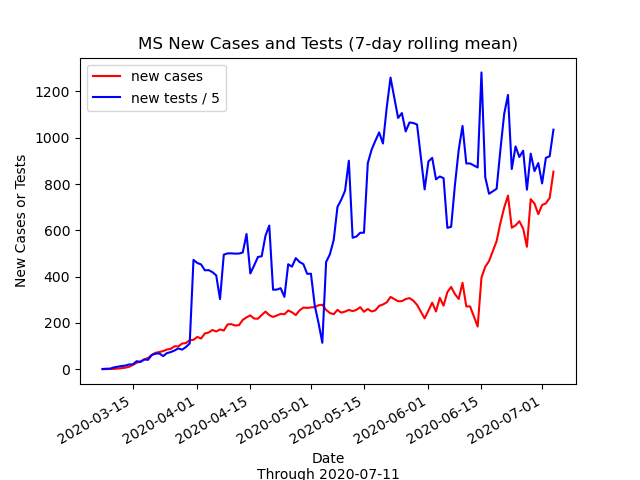 MS New Cases and Tests (7-day rolling mean)
new cases
new tests / 5
New Cases or Tests
1200
1000
800
600
400
200
0
2020-03-15
2020-04-01
2020-04-15
2020-05-01
2020-05-15
2020-06-01
2020-06-15
2020-07-01
Date
Through 2020-07-11